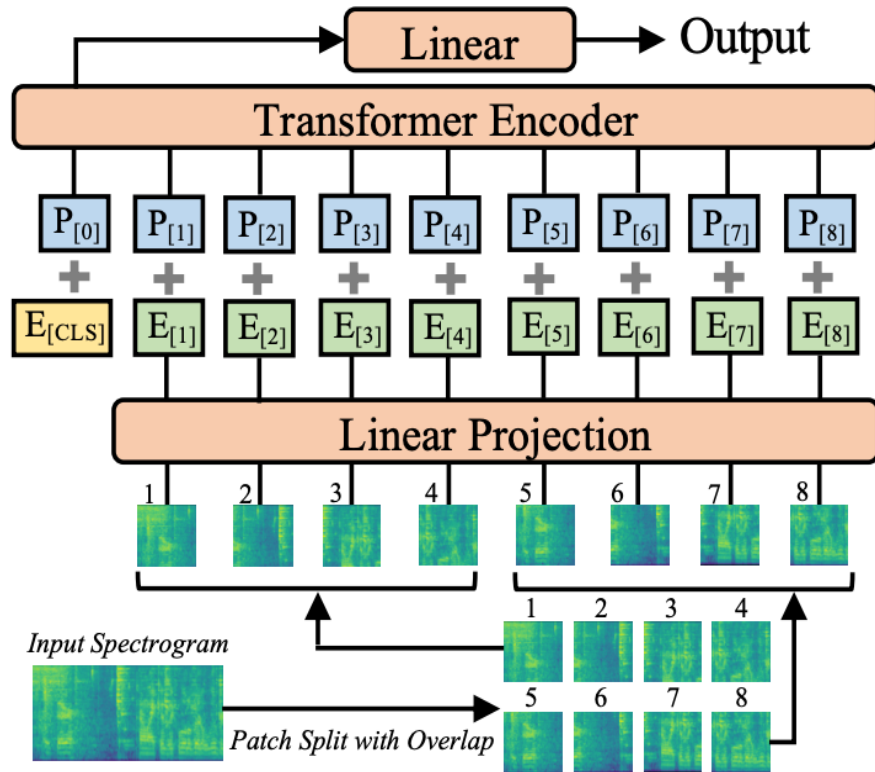 Linear
Output
Transformer Encoder
P[0] P[1] P[2] P[3] P[4] P[5] P[6] P[7] P[8]
E[CLS] E[1] E[2] E[3] E[4] E[5] E[6] E[7] E[8]
Linear Projection
1 2 3 4 5 6 7 8
1 2 3 4
Input Spectrogram
5 6 7 8
Patch Split with Overlap